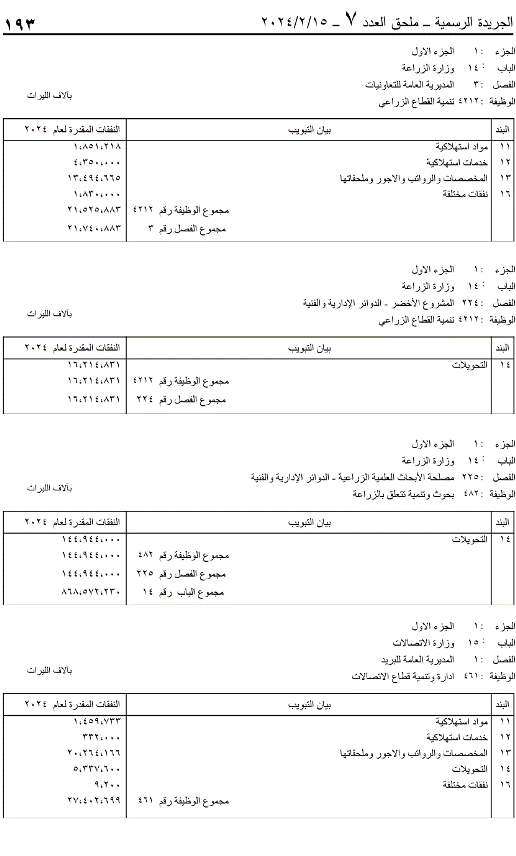 الجريدة الرسمية – ملحق العدد ٧ – ٢٠٢٤/٢/١٥ ١٩٣
الجزء : ١ الجزء الاول
الباب : ١٤ وزارة الزراعة
الفصل : ٣ المديرية العامة للتعاونيات
الوظيفة : ٤٢١٢ تنمية القطاع الزراعي
بآلاف الليرات
البند بيان التبويب النفقات المقدرة لعام ٢٠٢٤
١١ مواد استهلاكية ١،٨٥١،٢١٨
١٢ خدمات استهلاكية ٤،٣٥٠،٠٠٠
١٣ المخصصات والرواتب والاجور وملحقاتها ١٣،٤٩٤،٦٦٥
١٦ نفقات مختلفة ١،٨٣٠،٠٠٠
مجموع الوظيفة رقم ٤٢١٢ ٢١،٥٢٥،٨٨٣
مجموع الفصل رقم ٣ ٢١،٧٤٠،٨٨٣
الجزء : ١ الجزء الاول
الباب : ١٤ وزارة الزراعة
الفصل : ٢٢٤ المشروع الأخضر - الدوائر الإدارية والفنية
الوظيفة : ٤٢١٢ تنمية القطاع الزراعي
بآلاف الليرات
البند بيان التبويب النفقات المقدرة لعام ٢٠٢٤
١٤ التحويلات ١٦،٢١٤،٨٣١
مجموع الوظيفة رقم ٤٢١٢ ١٦،٢١٤،٨٣١
مجموع الفصل رقم ٢٢٤ ١٦،٢١٤،٨٣١
الجزء : ١ الجزء الاول
الباب : ١٤ وزارة الزراعة
الفصل : ٢٢٥ مصلحة الأبحاث العلمية الزراعية - الدوائر الإدارية والفنية
الوظيفة : ٤٨٢ بحوث وتنمية تتعلق بالزراعة
بآلاف الليرات
البند بيان التبويب النفقات المقدرة لعام ٢٠٢٤
١٤ التحويلات ١٤٤،٩٤٤،٠٠٠
مجموع الوظيفة رقم ٤٨٢ ١٤٤،٩٤٤،٠٠٠
مجموع الفصل رقم ٢٢٥ ١٤٤،٩٤٤،٠٠٠
مجموع الباب رقم ١٤ ٨٦٨،٥٧٢،٢٣٠
الجزء : ١ الجزء الاول
الباب : ١٥ وزارة الاتصالات
الفصل : ١ المديرية العامة للبريد
الوظيفة : ٤٦١ ادارة وتنمية قطاع الاتصالات
بآلاف الليرات
البند بيان التبويب النفقات المقدرة لعام ٢٠٢٤
١١ مواد استهلاكية ١،٤٥٩،٧٣٣
١٢ خدمات استهلاكية ٣٣٢،٠٠٠
١٣ المخصصات والرواتب والاجور وملحقاتها ٢٠،٢٦٤،١٦٦
١٤ التحويلات ٥،٣٣٧،٦٠٠
١٦ نفقات مختلفة ٩،٢٠٠
مجموع الوظيفة رقم ٤٦١ ٢٧،٤٠٢،٦٩٩